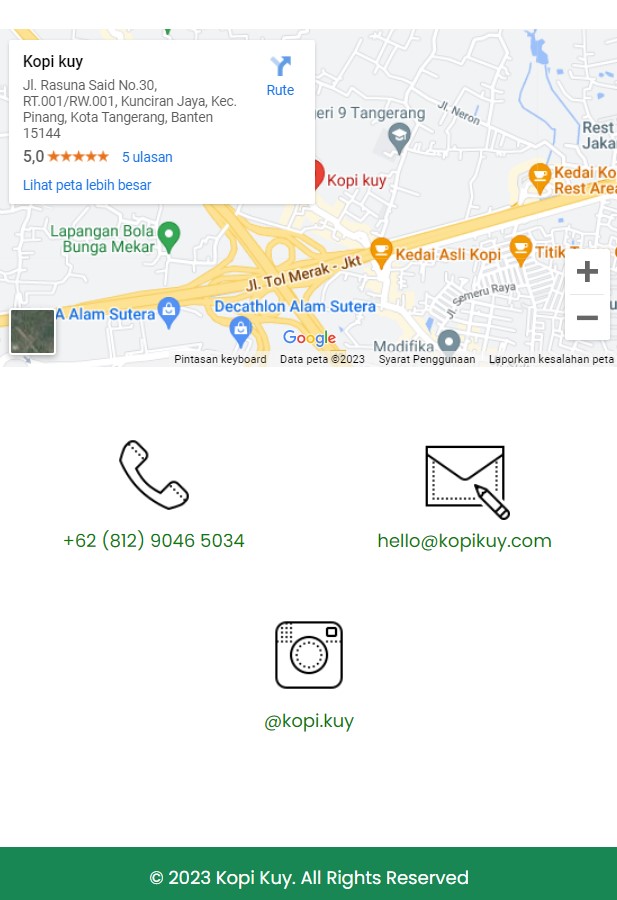 Kopi kuy
Jl. Rasuna Said No.30,
RT.001/RW.001, Kunciran Jaya, Kec.
Pinang, Kota Tangerang, Banten
15144
Rute
5,0
5 ulasan
Lihat peta lebih besar
eri 9 Tangerang
Jl. Neron
Rest
Jaka
Kopi kuy
Kedai Ko
Rest Area
Lapangan Bola
Bunga Mekar
Kedai Asli Kopi
Titik
Jl. Tol Merak - Jkt
Jl. Semeru Raya
A Alam Sutera
Decathlon Alam Sutera
Google
Modifika
Pintasan keyboard
Data peta ©2023
Syarat Penggunaan
Laporkan kesalahan peta
+62 (812) 9046 5034
hello@kopikuy.com
@kopi.kuy
© 2023 Kopi Kuy. All Rights Reserved